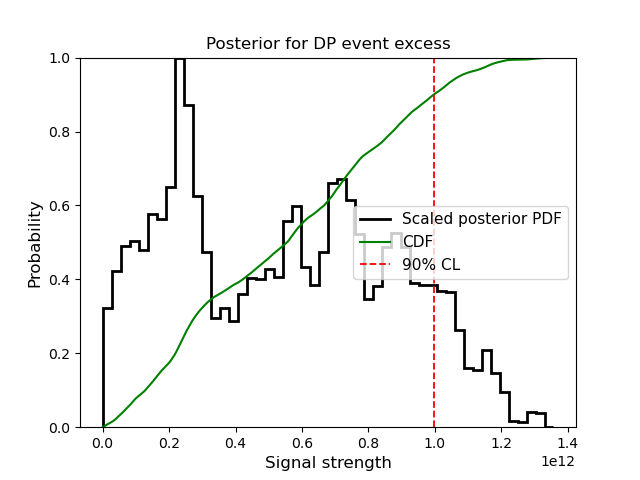 Posterior for DP event excess
1.0
0.8
0.6
0.4
0.2
0.0
Probability
Scaled posterior PDF
CDF
90% CL
0.0 0.2 0.4 0.6 0.8 1.0 1.2 1.4
1e12
Signal strength